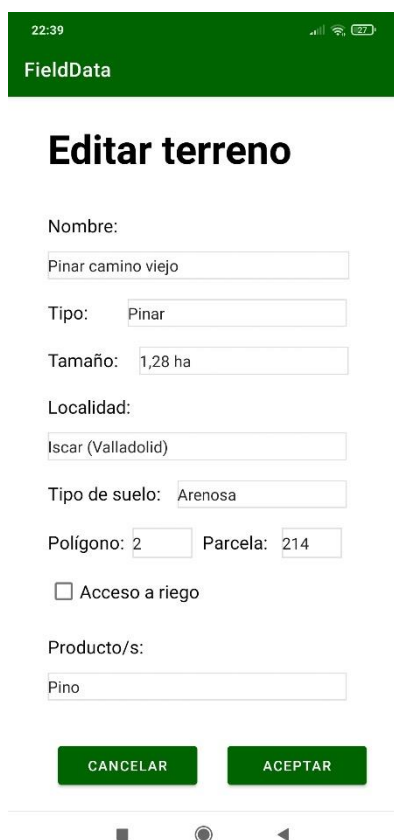 22:39 27
FieldData
Editar terreno
Nombre:
Pinar camino viejo
Tipo: Pinar
Tamaño: 1,28 ha
Localidad:
Iscar (Valladolid)
Tipo de suelo: Arenosa
Polígono: 2 Parcela: 214
Acceso a riego
Producto/s:
Pino
CANCELAR ACEPTAR